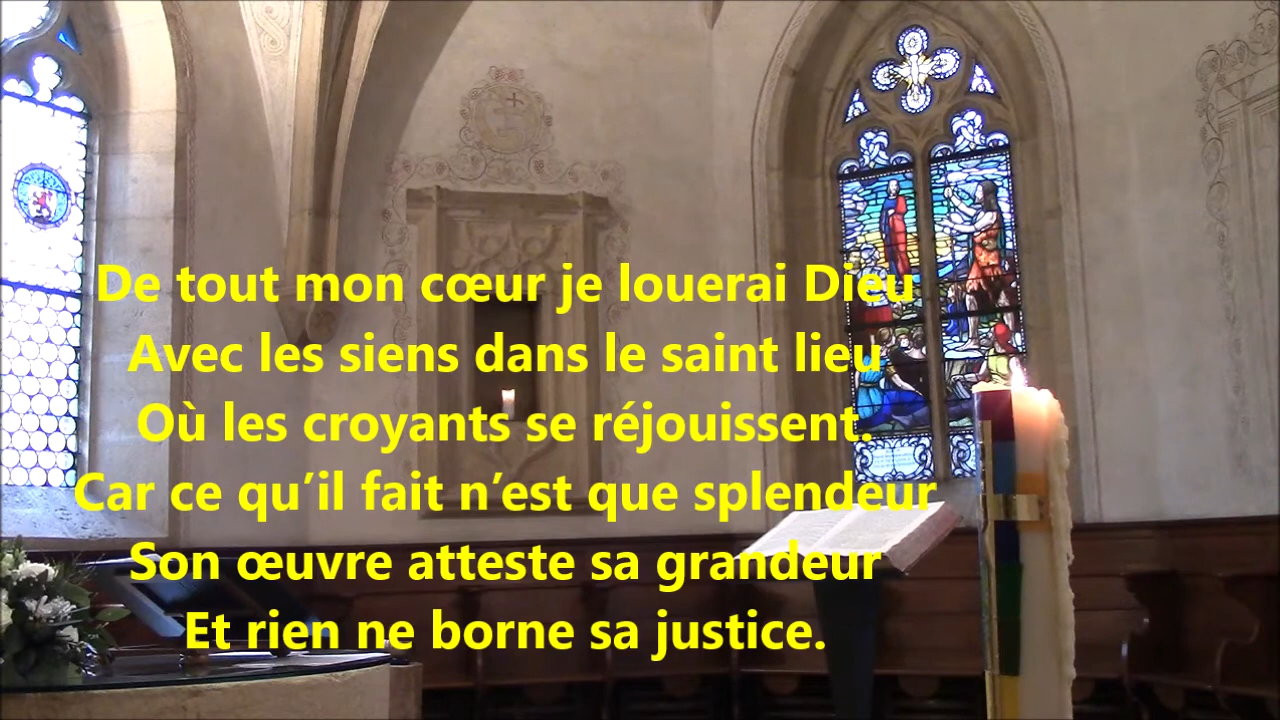 De tout mon cœur je louerai Dieu
Avec les siens dans le saint lieu
Où les croyants se réjouissent.
Car ce qu’il fait n’est que splendeur
Son œuvre atteste sa grandeur
Et rien ne borne sa justice.